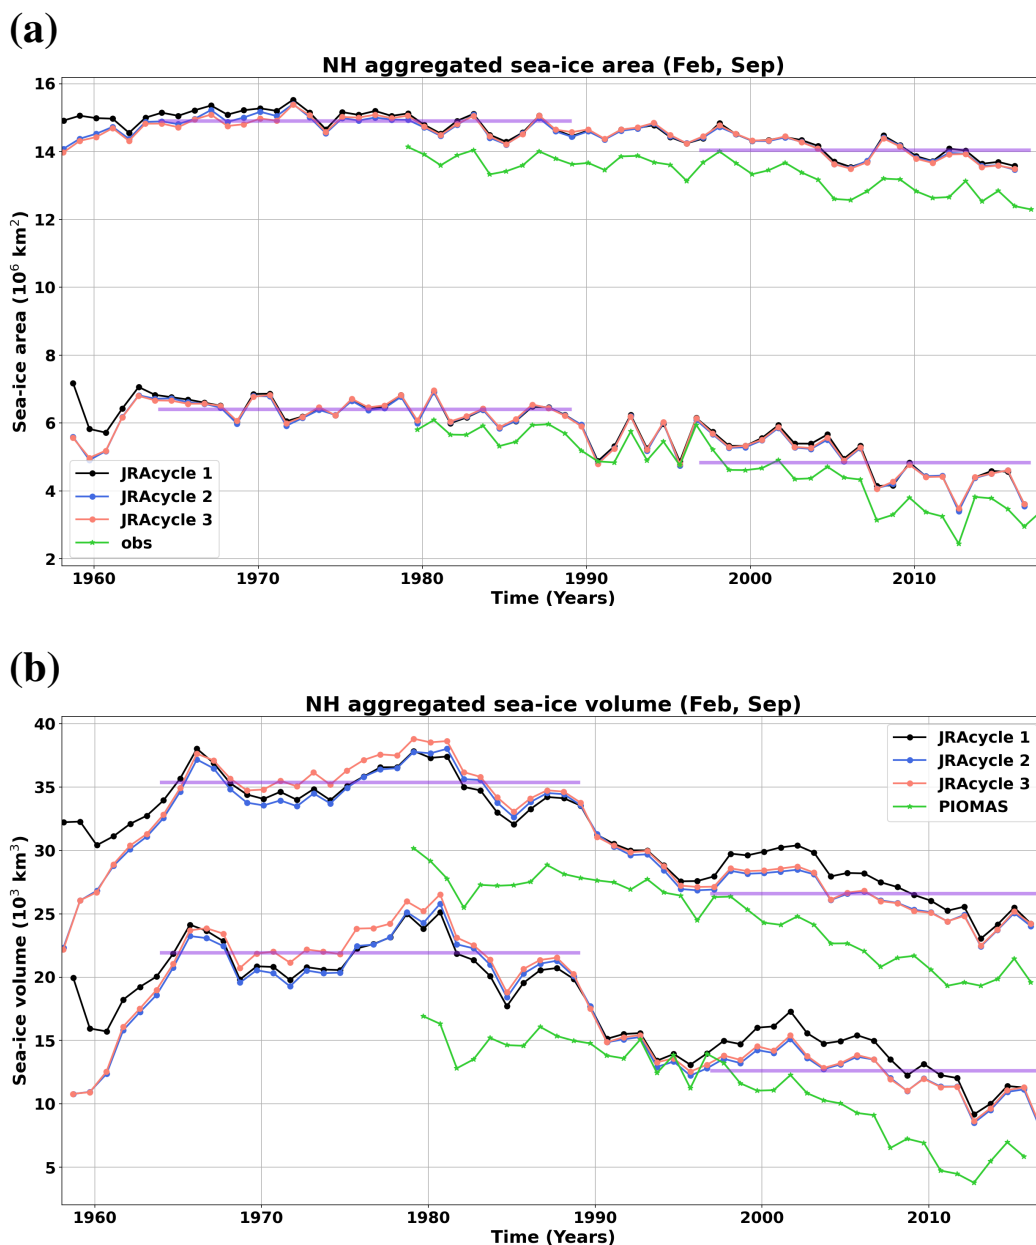 (a)
NH aggregated sea-ice area (Feb, Sep)
16
14
12
10
8
6
4
2
Sea-ice area (10⁶ km²)
JRAcycle 1
JRAcycle 2
JRAcycle 3
obs
1960 1970 1980 1990 2000 2010
Time (Years)
(b)
NH aggregated sea-ice volume (Feb, Sep)
40
35
30
25
20
15
10
5
Sea-ice volume (10³ km³)
JRAcycle 1
JRAcycle 2
JRAcycle 3
PIOMAS
1960 1970 1980 1990 2000 2010
Time (Years)